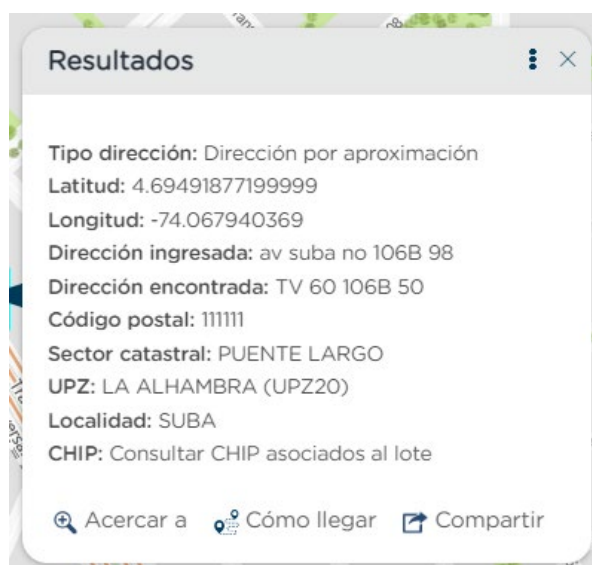 Resultados
Tipo dirección: Dirección por aproximación
Latitud: 4.69491877199999
Longitud: -74.067940369
Dirección ingresada: av suba no 106B 98
Dirección encontrada: TV 60 106B 50
Código postal: 111111
Sector catastral: PUENTE LARGO
UPZ: LA ALHAMBRA (UPZ20)
Localidad: SUBA
CHIP: Consultar CHIP asociados al lote
Acercar a Cómo llegar Compartir